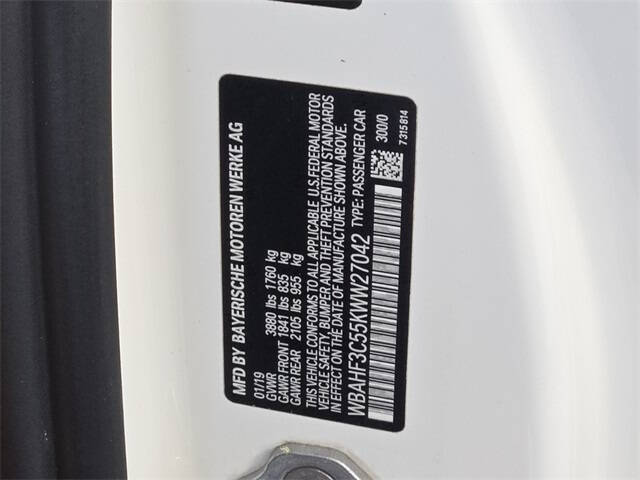 MFD BY BAYERISCHE MOTOREN WERKE AG
01/19
GVWR 3880 lbs 1760 kg
GAWR FRONT 1841 lbs 835 kg
GAWR REAR 2105 lbs 955 kg
THIS VEHICLE CONFORMS TO ALL APPLICABLE U.S. FEDERAL MOTOR
VEHICLE SAFETY, BUMPER AND THEFT PREVENTION STANDARDS
IN EFFECT ON THE DATE OF MANUFACTURE SHOWN ABOVE.
WBAHF3C55KWW27042 TYPE: PASSENGER CAR
300/0
7315814